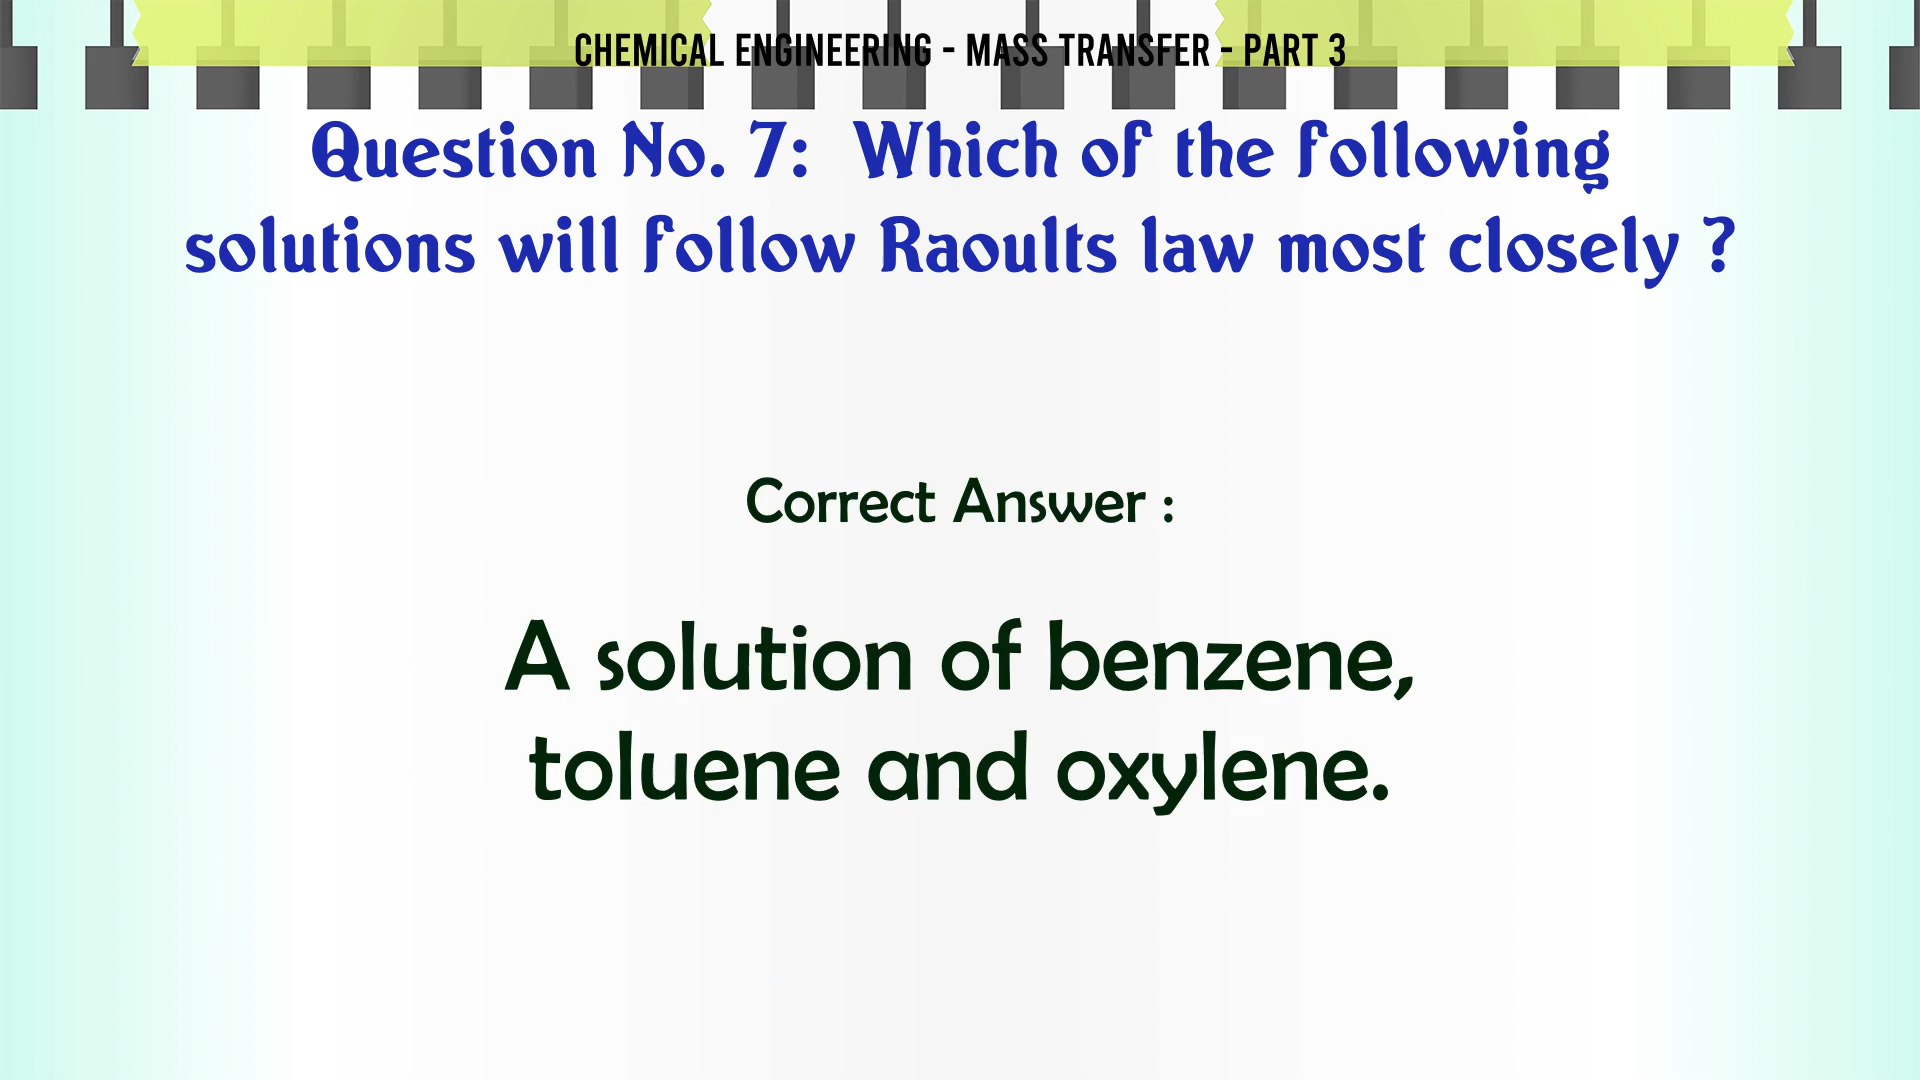 CHEMICAL ENGINEERING - MASS TRANSFER - PART 3
Question No. 7: Which of the following
solutions will follow Raoults law most closely ?
Correct Answer :
A solution of benzene,
toluene and oxylene.